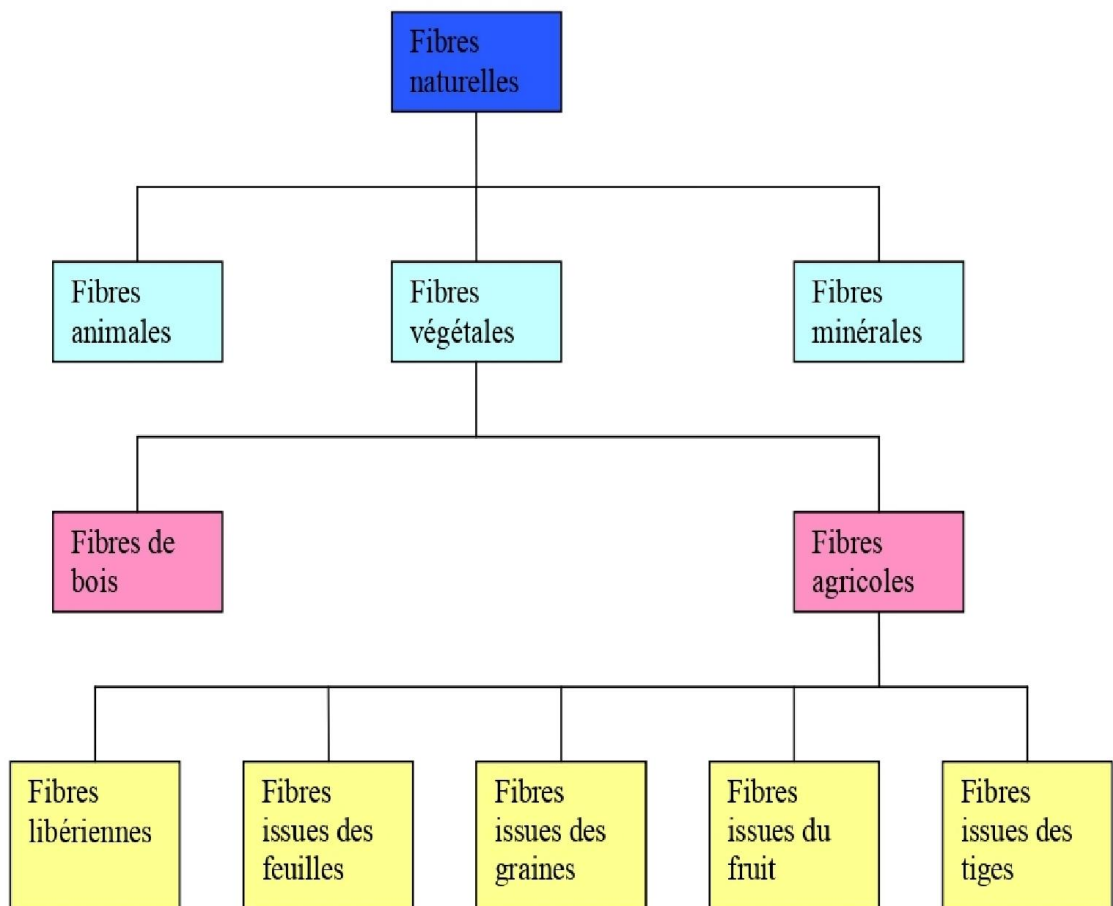 Fibres
naturelles
Fibres
animales
Fibres
végétales
Fibres
minérales
Fibres de
bois
Fibres
agricoles
Fibres
libériennes
Fibres
issues des
feuilles
Fibres
issues des
graines
Fibres
issues du
fruit
Fibres
issues des
tiges